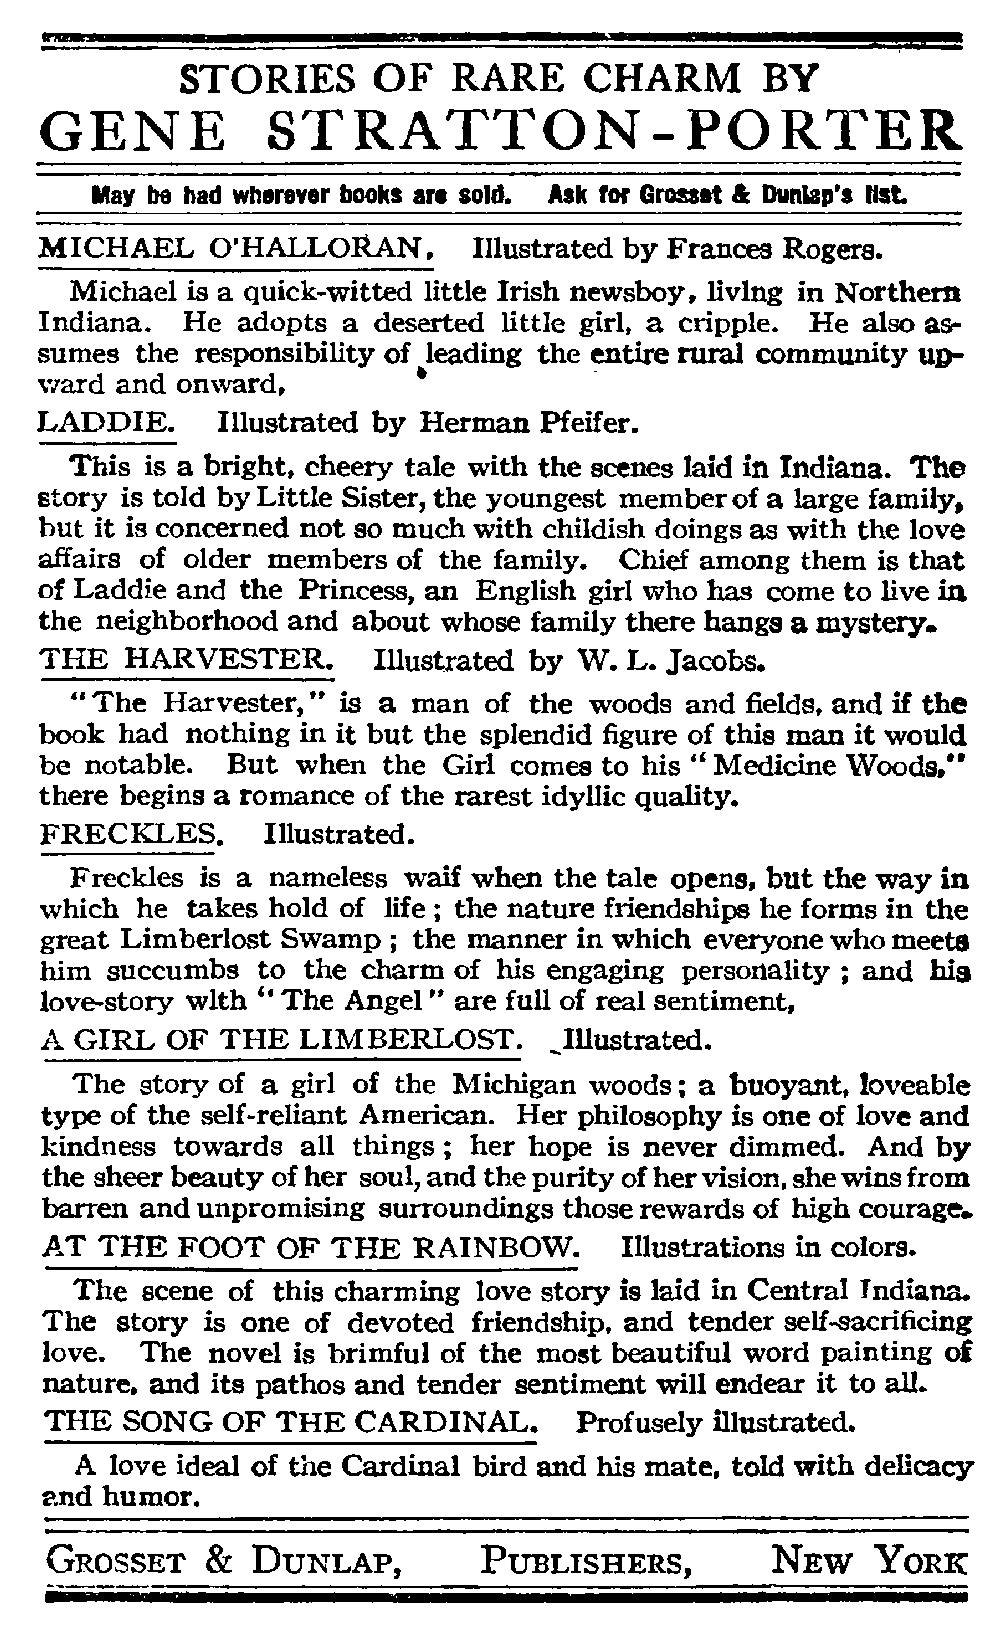 STORIES OF RARE CHARM BY
GENE STRATTON-PORTER
May be had wherever books are sold. Ask for Grosset & Dunlap's list.
MICHAEL O'HALLORAN, Illustrated by Frances Rogers.
Michael is a quick-witted little Irish newsboy, living in Northern
Indiana. He adopts a deserted little girl, a cripple. He also as-
sumes the responsibility of leading the entire rural community up-
ward and onward,
LADDIE. Illustrated by Herman Pfeifer.
This is a bright, cheery tale with the scenes laid in Indiana. The
story is told by Little Sister, the youngest member of a large family,
but it is concerned not so much with childish doings as with the love
affairs of older members of the family. Chief among them is that
of Laddie and the Princess, an English girl who has come to live in
the neighborhood and about whose family there hangs a mystery.
THE HARVESTER. Illustrated by W. L. Jacobs.
"The Harvester," is a man of the woods and fields, and if the
book had nothing in it but the splendid figure of this man it would
be notable. But when the Girl comes to his "Medicine Woods,"
there begins a romance of the rarest idyllic quality.
FRECKLES. Illustrated.
Freckles is a nameless waif when the tale opens, but the way in
which he takes hold of life; the nature friendships he forms in the
great Limberlost Swamp; the manner in which everyone who meets
him succumbs to the charm of his engaging personality; and his
love-story with "The Angel" are full of real sentiment,
A GIRL OF THE LIMBERLOST. Illustrated.
The story of a girl of the Michigan woods; a buoyant, loveable
type of the self-reliant American. Her philosophy is one of love and
kindness towards all things; her hope is never dimmed. And by
the sheer beauty of her soul, and the purity of her vision, she wins from
barren and unpromising surroundings those rewards of high courage.
AT THE FOOT OF THE RAINBOW. Illustrations in colors.
The scene of this charming love story is laid in Central Indiana.
The story is one of devoted friendship, and tender self-sacrificing
love. The novel is brimful of the most beautiful word painting of
nature, and its pathos and tender sentiment will endear it to all.
THE SONG OF THE CARDINAL. Profusely illustrated.
A love ideal of the Cardinal bird and his mate, told with delicacy
and humor.
GROSSET & DUNLAP, PUBLISHERS, NEW YORK